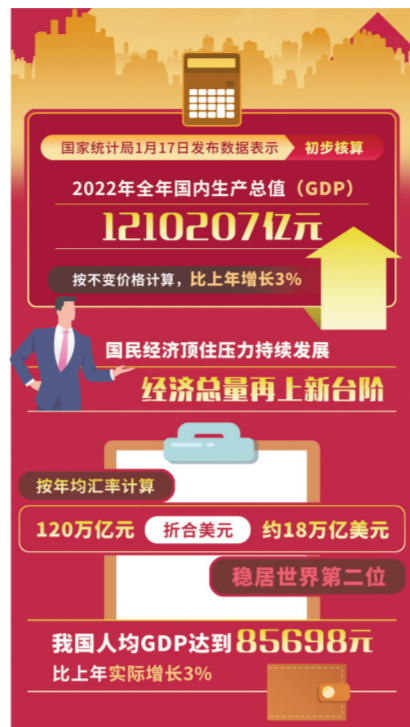 国家统计局1月17日发布数据表示 初步核算
2022年全年国内生产总值（GDP）
1210207亿元
按不变价格计算，比上年增长3%
国民经济顶住压力持续发展
经济总量再上新台阶
按年均汇率计算
120万亿元 折合美元 约18万亿美元
稳居世界第二位
我国人均GDP达到85698元
比上年实际增长3%